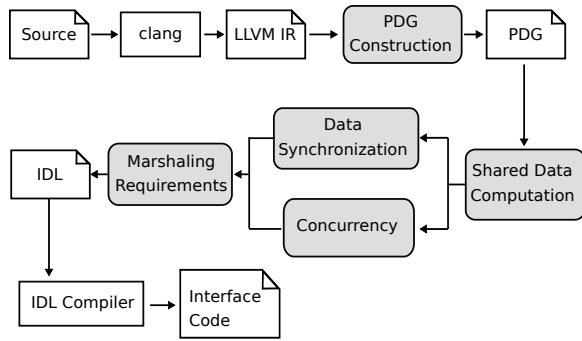 Source
clang
LLVM IR
PDG
Construction
PDG
Data
Synchronization
Shared Data
Computation
Concurrency
Marshaling
Requirements
IDL
IDL Compiler
Interface
Code